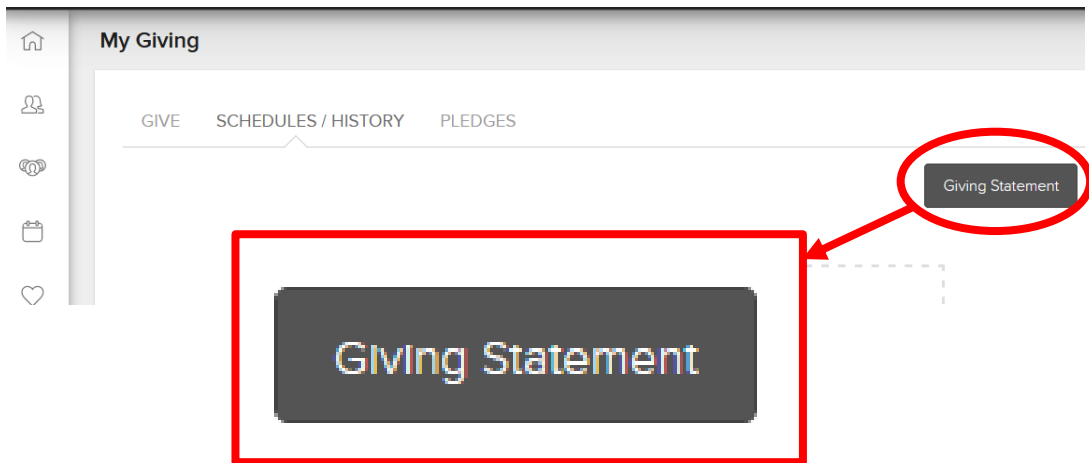 My Giving
GIVE SCHEDULES / HISTORY PLEDGES
Giving Statement
Giving Statement